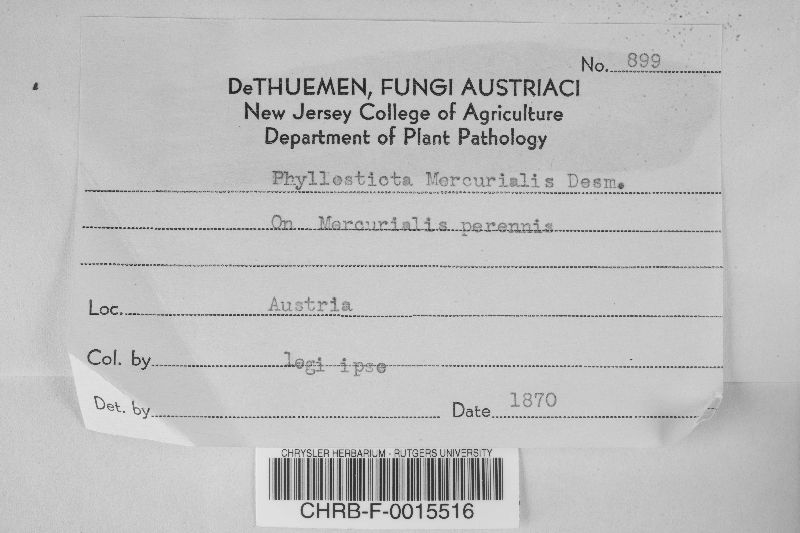 No. 899
DeTHUEMEN, FUNGI AUSTRIACI
New Jersey College of Agriculture
Department of Plant Pathology
Phyllosticta Mercurialis Desm.
On Mercurialis perennis
Loc. Austria
Col. by legi ipse
Det. by
Date 1870
CHRYSLER HERBARIUM - RUTGERS UNIVERSITY
CHRB-F-0015516